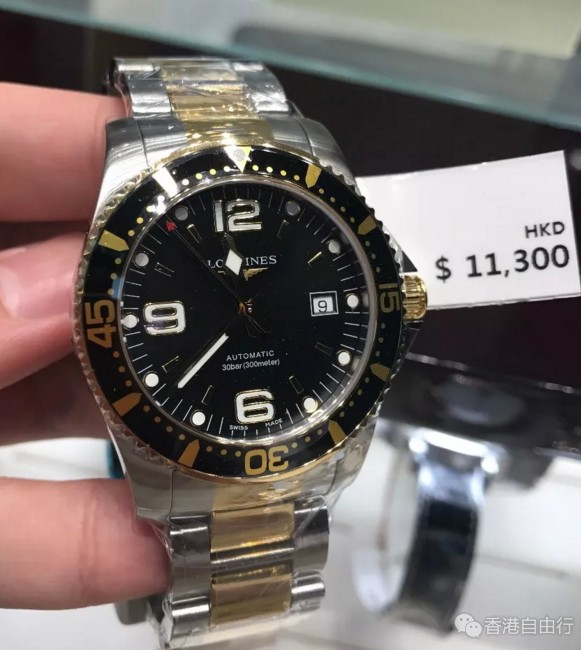 12
LONGINES
9
9
AUTOMATIC
30bar (300meter)
6
SWISS MADE
15
30
45
HKD
$ 11,300
香港自由行